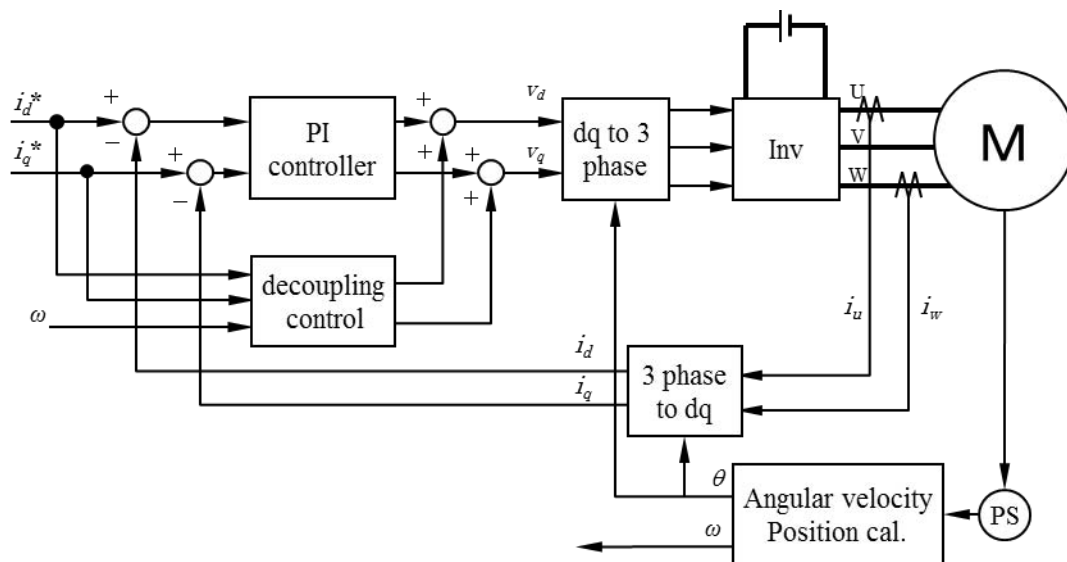 i_d*
+
−
i_q*
+
−
PI
controller
+
+
+
+
v_d
v_q
dq to 3
phase
Inv
U
V
W
M
decoupling
control
ω
i_u
i_w
i_d
i_q
3 phase
to dq
θ
ω
Angular velocity
Position cal.
PS